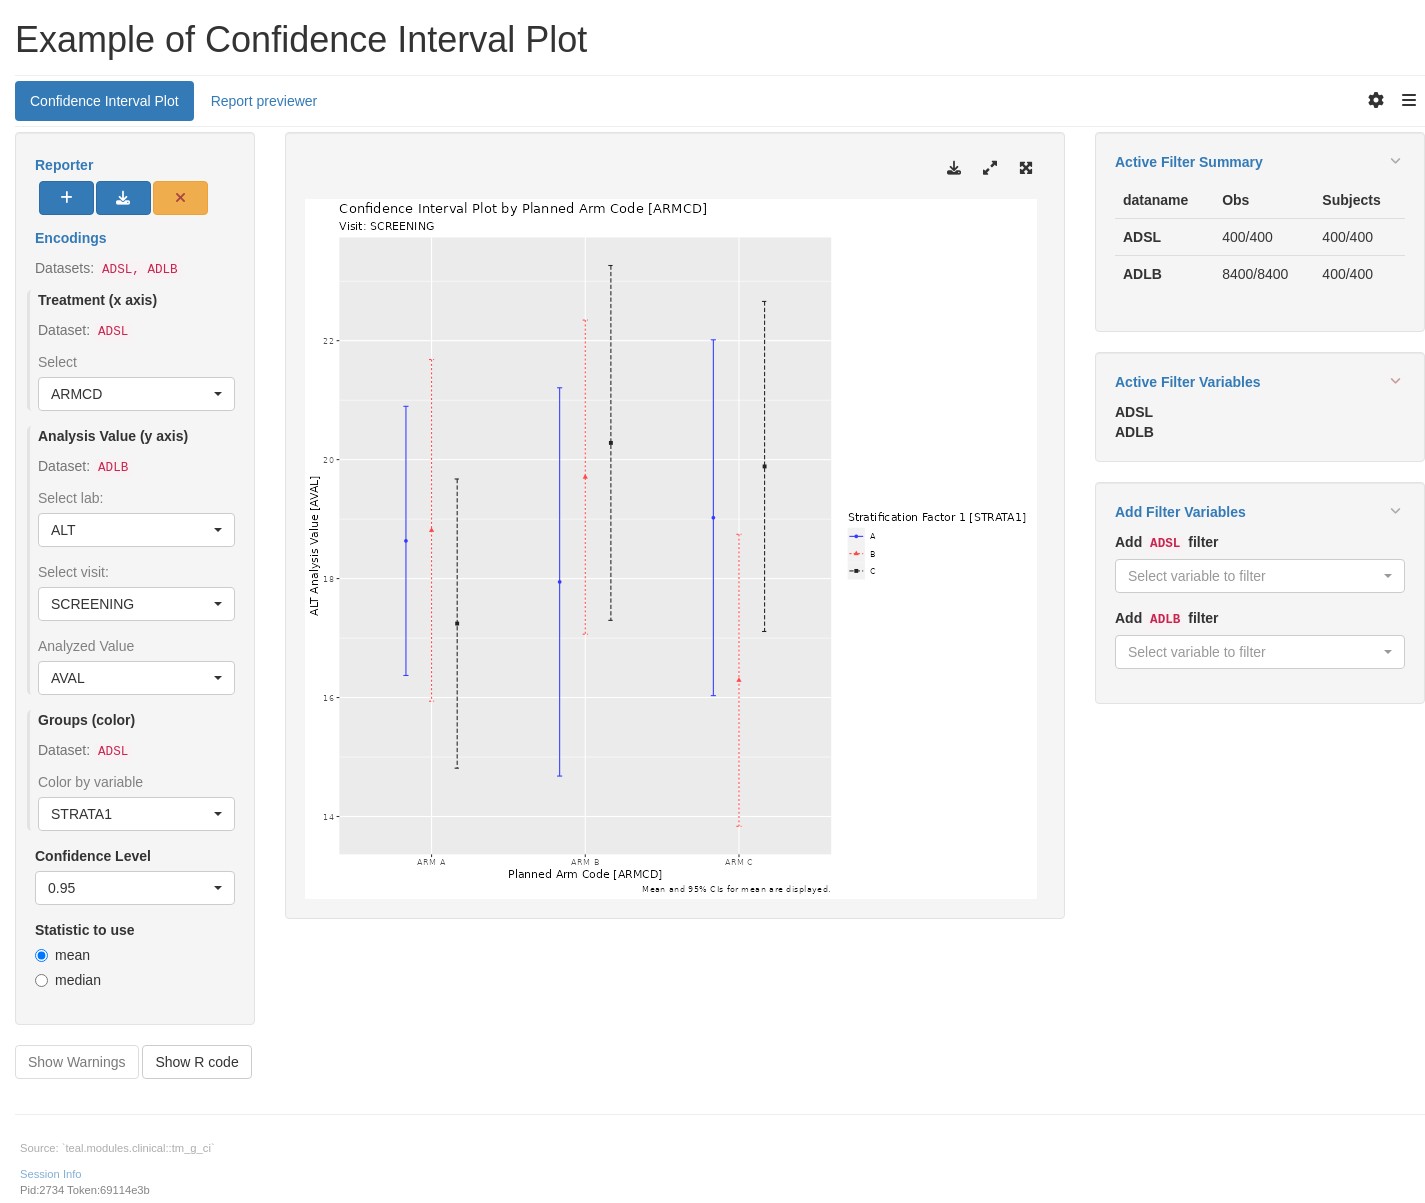 Example of Confidence Interval Plot
Confidence Interval Plot
Report previewer
Reporter
Encodings
Datasets: ADSL, ADLB
Treatment (x axis)
Dataset: ADSL
Select
ARMCD
Analysis Value (y axis)
Dataset: ADLB
Select lab:
ALT
Select visit:
SCREENING
Analyzed Value
AVAL
Groups (color)
Dataset: ADSL
Color by variable
STRATA1
Confidence Level
0.95
Statistic to use
mean
median
Show Warnings
Show R code
Confidence Interval Plot by Planned Arm Code [ARMCD]
Visit: SCREENING
ALT Analysis Value [AVAL]
22
20
18
16
14
ARM A
ARM B
ARM C
Planned Arm Code [ARMCD]
Mean and 95% CIs for mean are displayed.
Stratification Factor 1 [STRATA1]
A
B
C
Active Filter Summary
dataname Obs Subjects
ADSL 400/400 400/400
ADLB 8400/8400 400/400
Active Filter Variables
ADSL
ADLB
Add Filter Variables
Add ADSL filter
Select variable to filter
Add ADLB filter
Select variable to filter
Source: `teal.modules.clinical::tm_g_ci`
Session Info
Pid:2734 Token:69114e3b